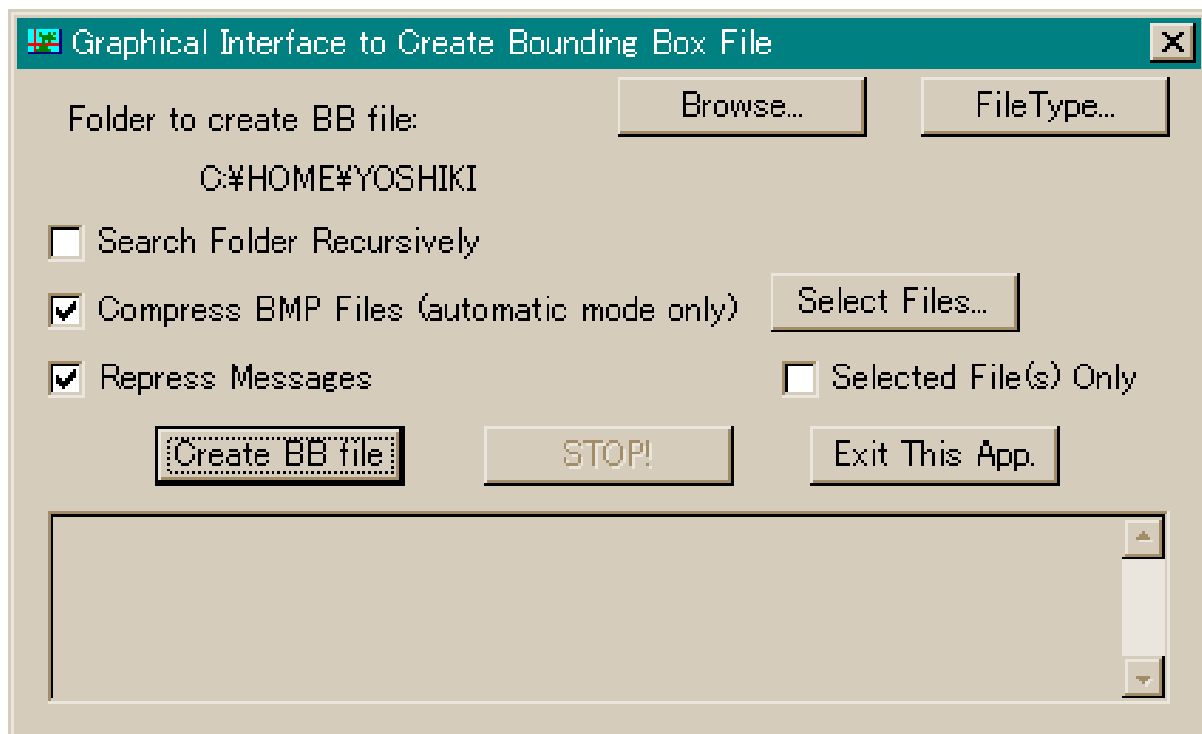 Graphical Interface to Create Bounding Box File
Folder to create BB file:
Browse...
FileType...
C:¥HOME¥YOSHIKI
Search Folder Recursively
Compress BMP Files (automatic mode only)
Select Files...
Repress Messages
Selected File(s) Only
Create BB file
STOP!
Exit This App.